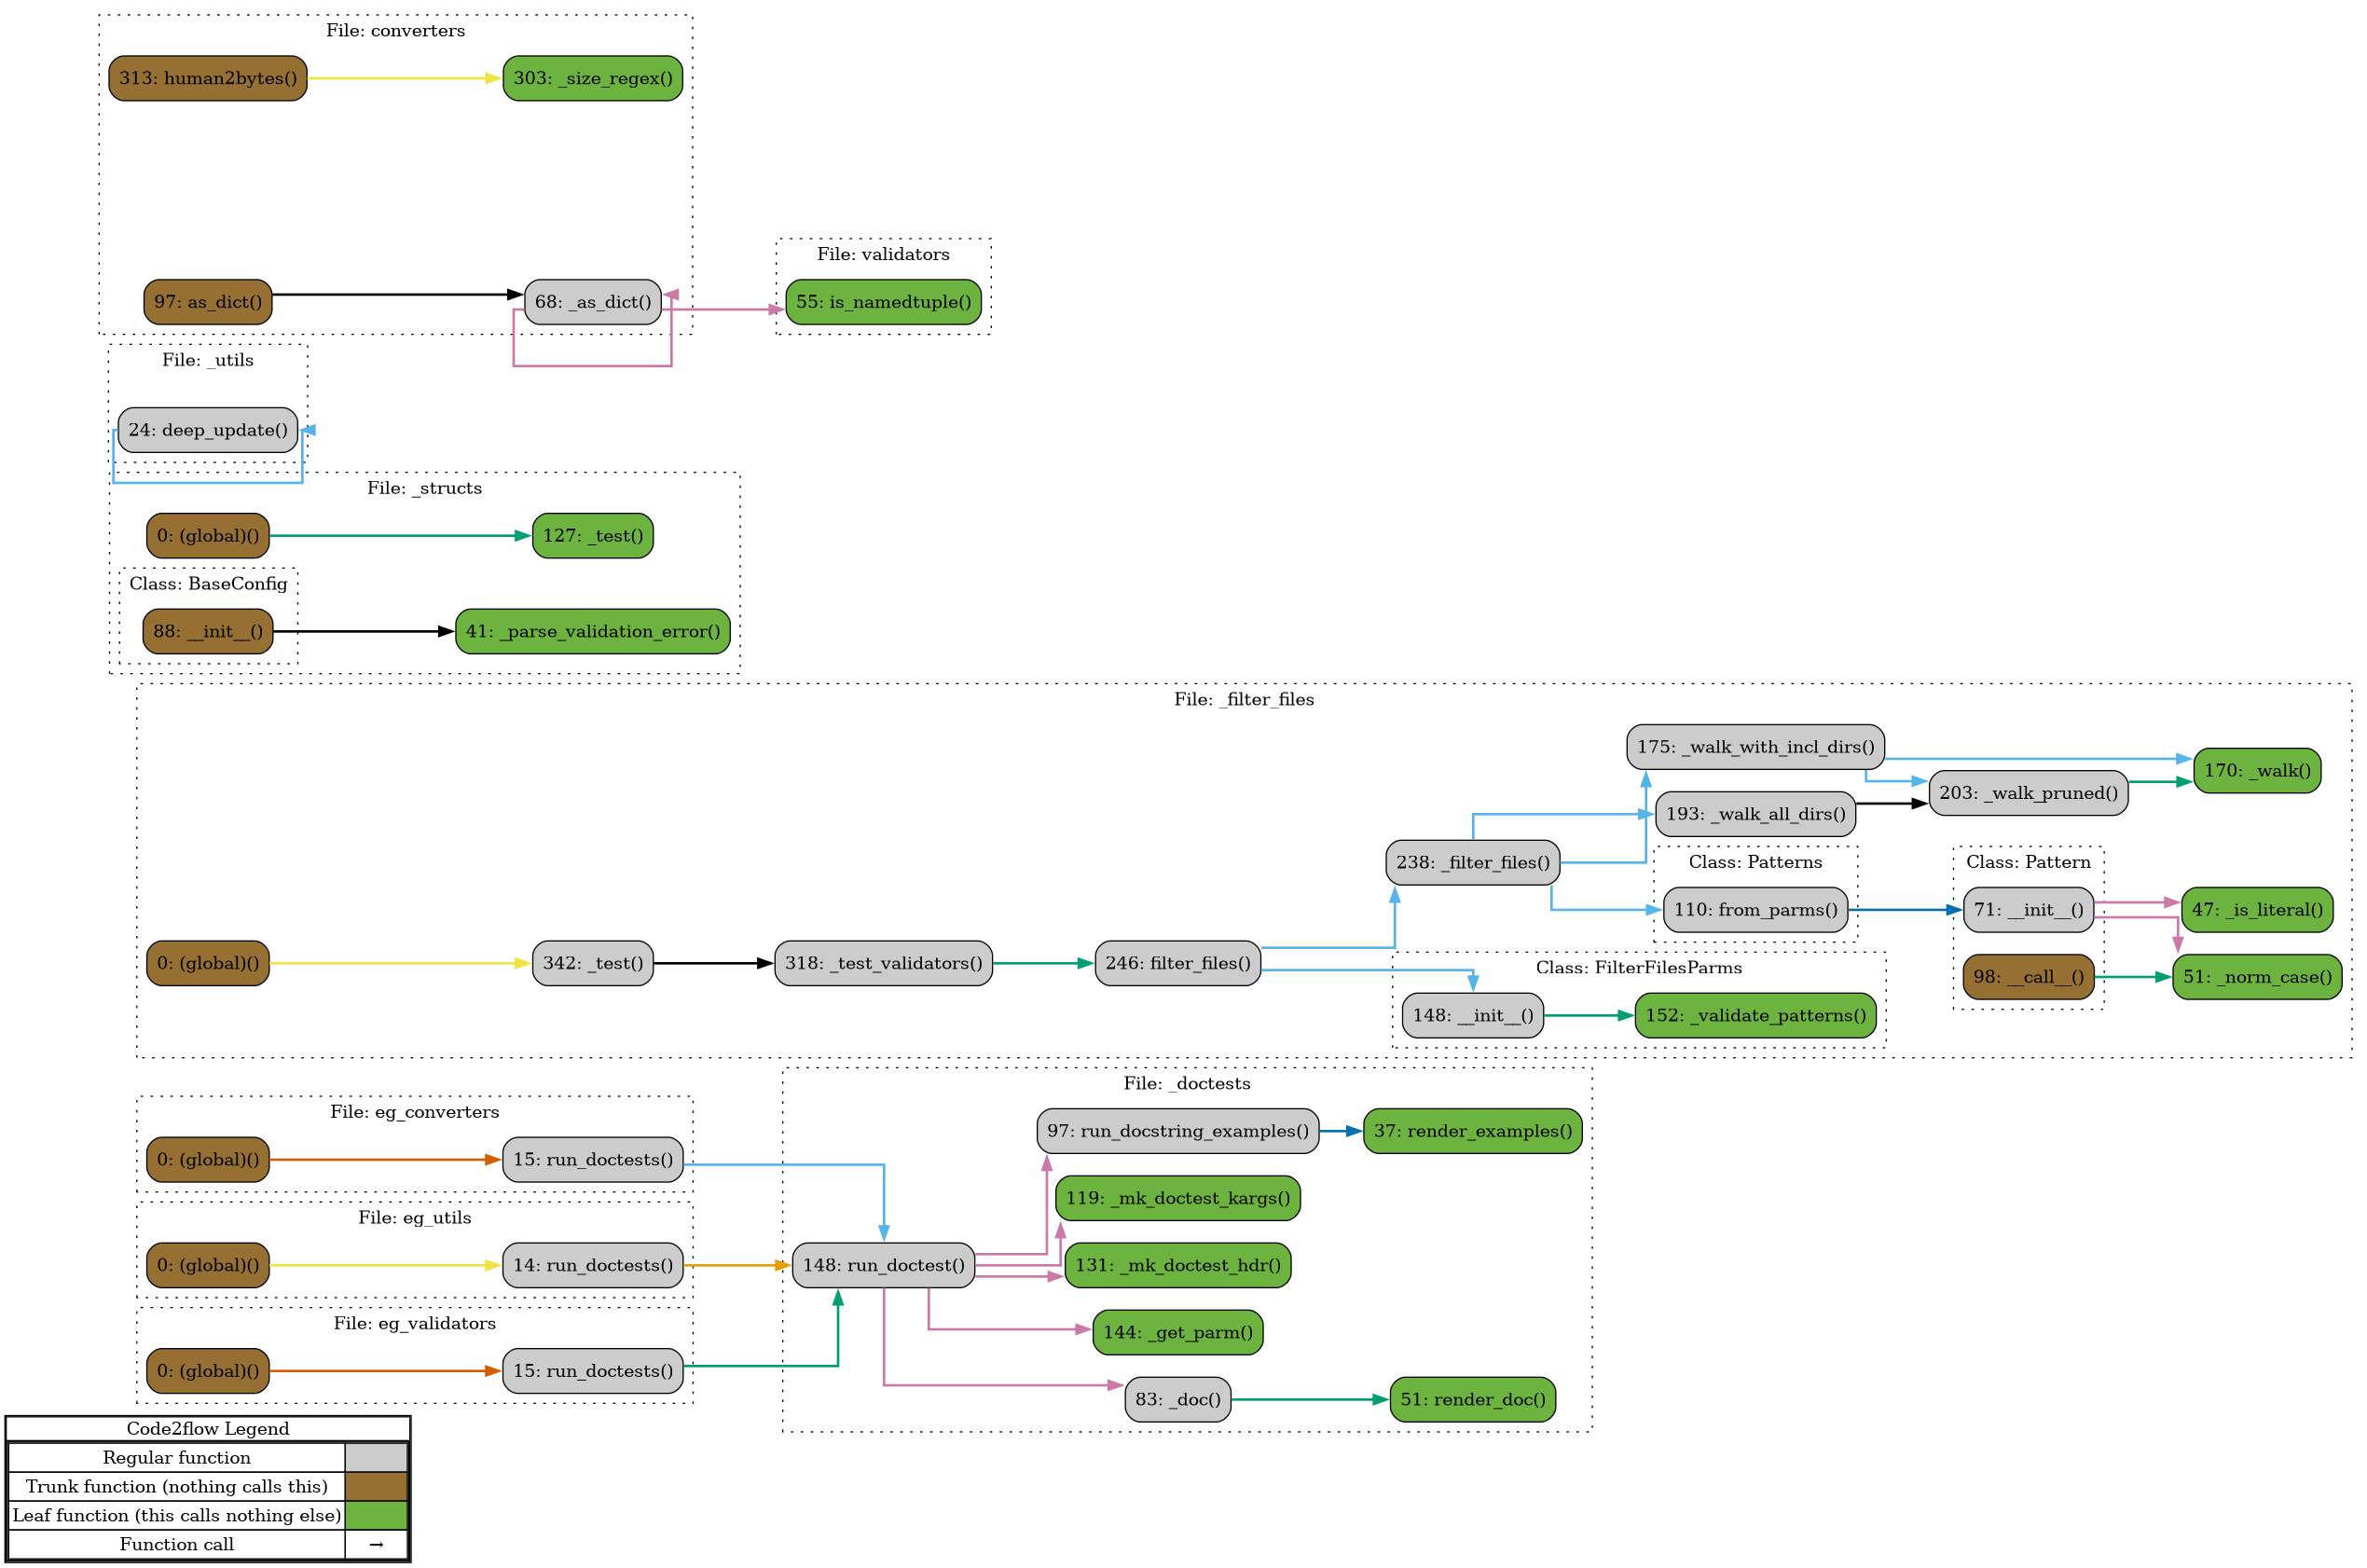 File: converters
313: human2bytes()
303: _size_regex()
97: as_dict()
68: _as_dict()
File: validators
55: is_namedtuple()
File: _utils
24: deep_update()
File: _structs
0: (global)()
127: _test()
Class: BaseConfig
88: __init__()
41: _parse_validation_error()
File: _filter_files
175: _walk_with_incl_dirs()
170: _walk()
203: _walk_pruned()
193: _walk_all_dirs()
238: _filter_files()
Class: Patterns
110: from_parms()
Class: Pattern
71: __init__()
47: _is_literal()
98: __call__()
51: _norm_case()
0: (global)()
342: _test()
318: _test_validators()
246: filter_files()
Class: FilterFilesParms
148: __init__()
152: _validate_patterns()
File: _doctests
97: run_docstring_examples()
37: render_examples()
119: _mk_doctest_kargs()
148: run_doctest()
131: _mk_doctest_hdr()
144: _get_parm()
83: _doc()
51: render_doc()
File: eg_converters
0: (global)()
15: run_doctests()
File: eg_utils
0: (global)()
14: run_doctests()
File: eg_validators
0: (global)()
15: run_doctests()
Code2flow Legend
Regular function
Trunk function (nothing calls this)
Leaf function (this calls nothing else)
Function call →